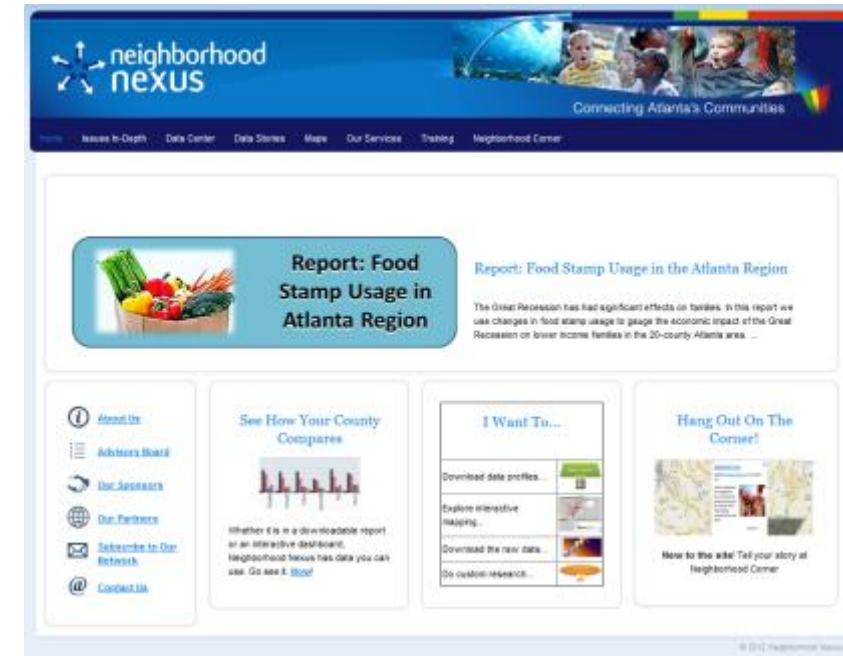 neighborhood
nexus
Connecting Atlanta's Communities
Home Issues In-Depth Data Center Data Stories Maps Our Services Training Neighborhood Corner
Report: Food
Stamp Usage in
Atlanta Region
Report: Food Stamp Usage in the Atlanta Region
The Great Recession has had significant effects on families. In this report we
use changes in food stamp usage to gauge the economic impact of the Great
Recession on lower income families in the 20-county Atlanta area. ...
About Us
Advisory Board
Our Sponsors
Our Partners
Subscribe to Our
Network
Contact Us
See How Your County
Compares
Whether it is in a downloadable report
or an interactive dashboard,
Neighborhood Nexus has data you can
use. Go see it. Now!
I Want To...
Download data profiles...
Explore interactive
mapping...
Download the raw data...
Do custom research...
Hang Out On The
Corner!
New to the site! Tell your story at
Neighborhood Corner
© 2012 Neighborhood Nexus